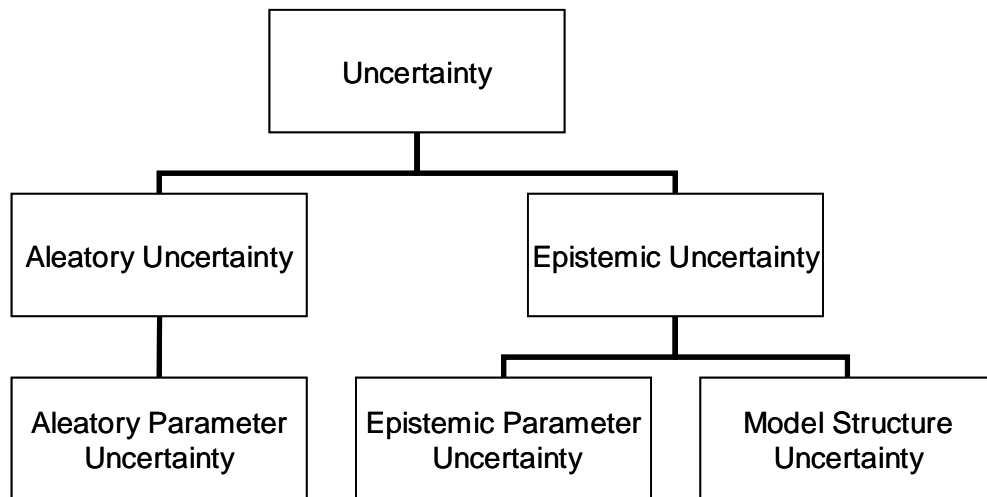 Uncertainty
Aleatory Uncertainty
Epistemic Uncertainty
Aleatory Parameter
Uncertainty
Epistemic Parameter
Uncertainty
Model Structure
Uncertainty